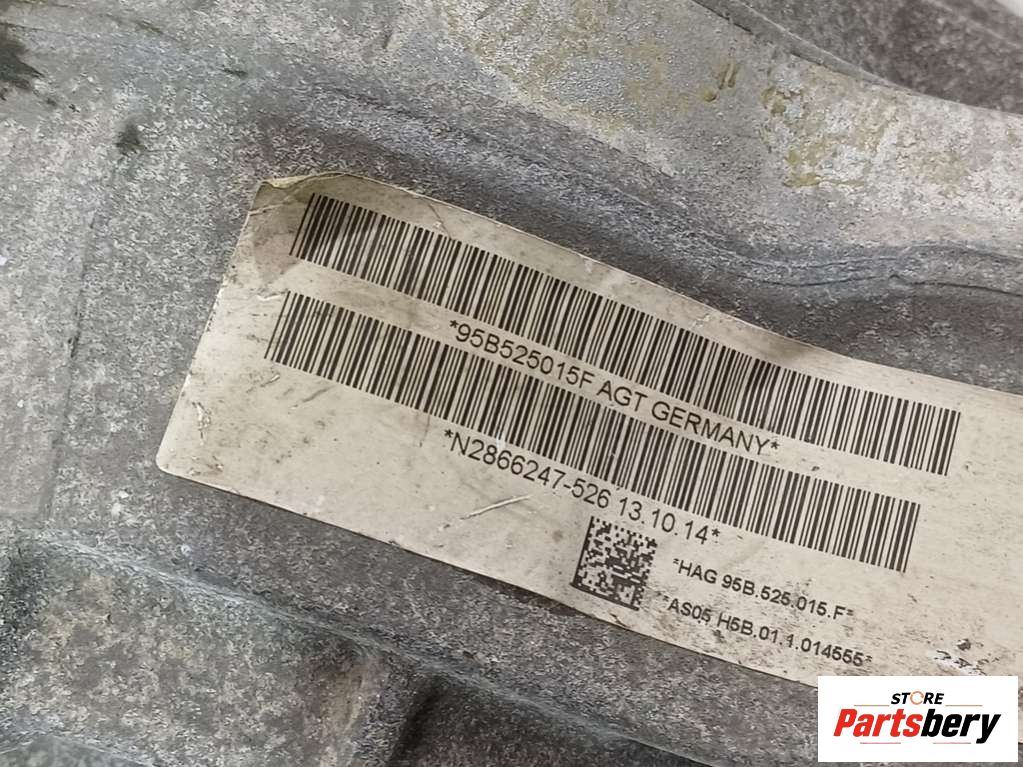 *95B525015F AGT GERMANY*
*N2866247-526 13.10.14*
*HAG 95B.525.015.F*
*AS05 H5B.01.1.014555*
STORE
Partsbery